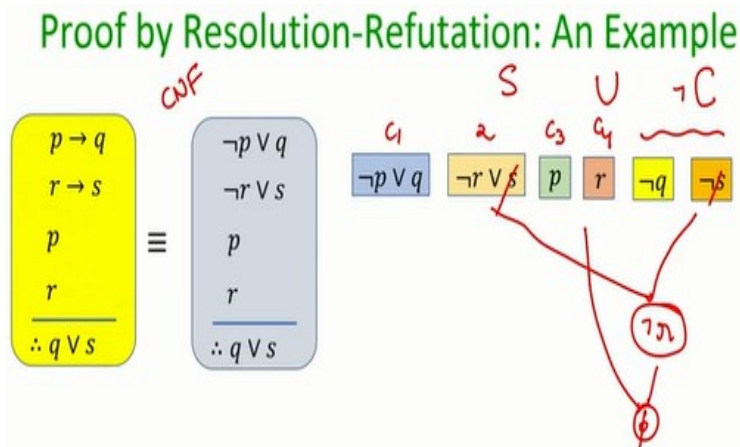 Proof by Resolution-Refutation: An Example
CNF
S U ¬C
p → q
r → s
p
r
∴ q ∨ s
≡
¬p ∨ q
¬r ∨ s
p
r
∴ q ∨ s
C1 2 C3 C4
¬p ∨ q ¬r ∨ s p r ¬q ¬s
¬r
ϕ